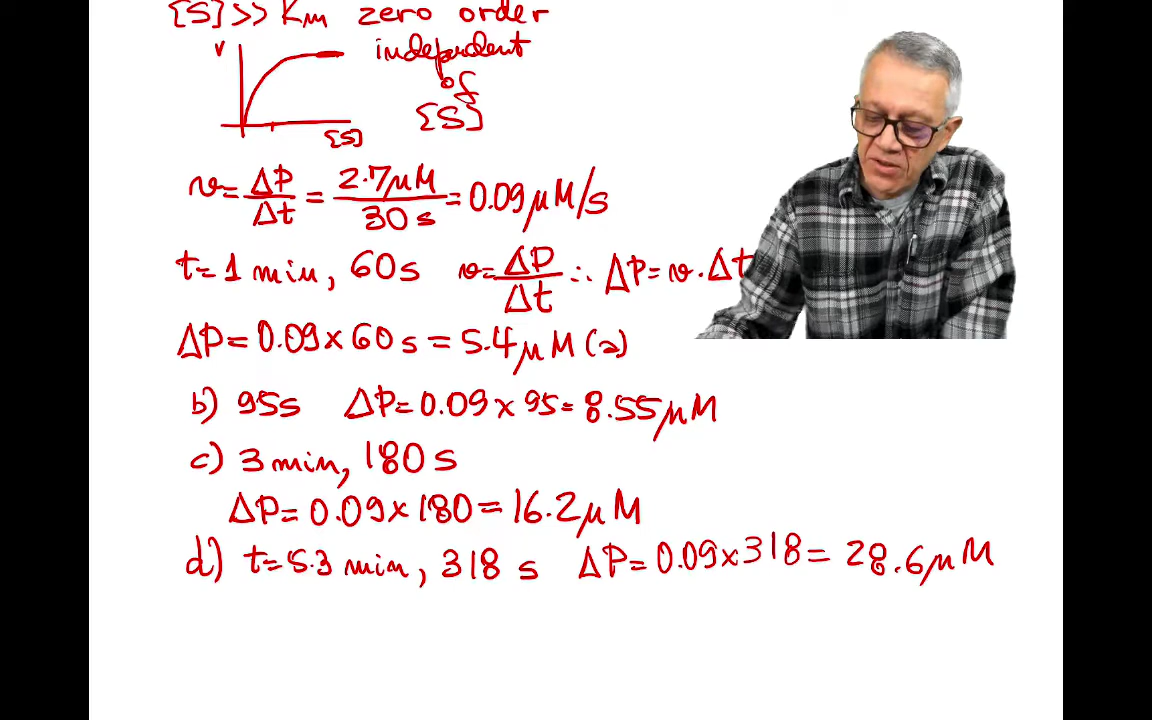 [S] >> Km zero order
independent
of
[S]
v
[S]
v = ΔP/Δt = 2.7 μM/30 s = 0.09 μM/s
t = 1 min, 60 s v = ΔP/Δt ∴ ΔP = v · Δt
ΔP = 0.09 x 60 s = 5.4 μM (a)
b) 95s ΔP = 0.09 x 95 = 8.55 μM
c) 3 min, 180 s
ΔP = 0.09 x 180 = 16.2 μM
d) t = 5.3 min, 318 s ΔP = 0.09 x 318 = 28.6 μM